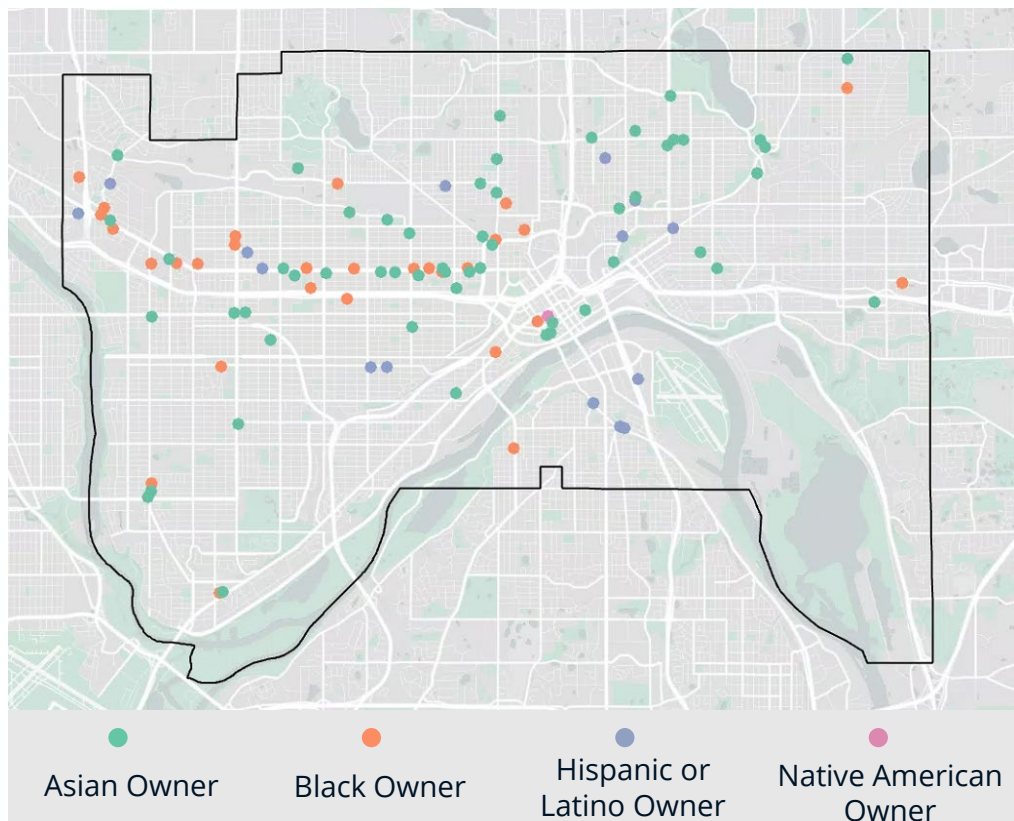 Asian Owner
Black Owner
Hispanic or
Latino Owner
Native American
Owner